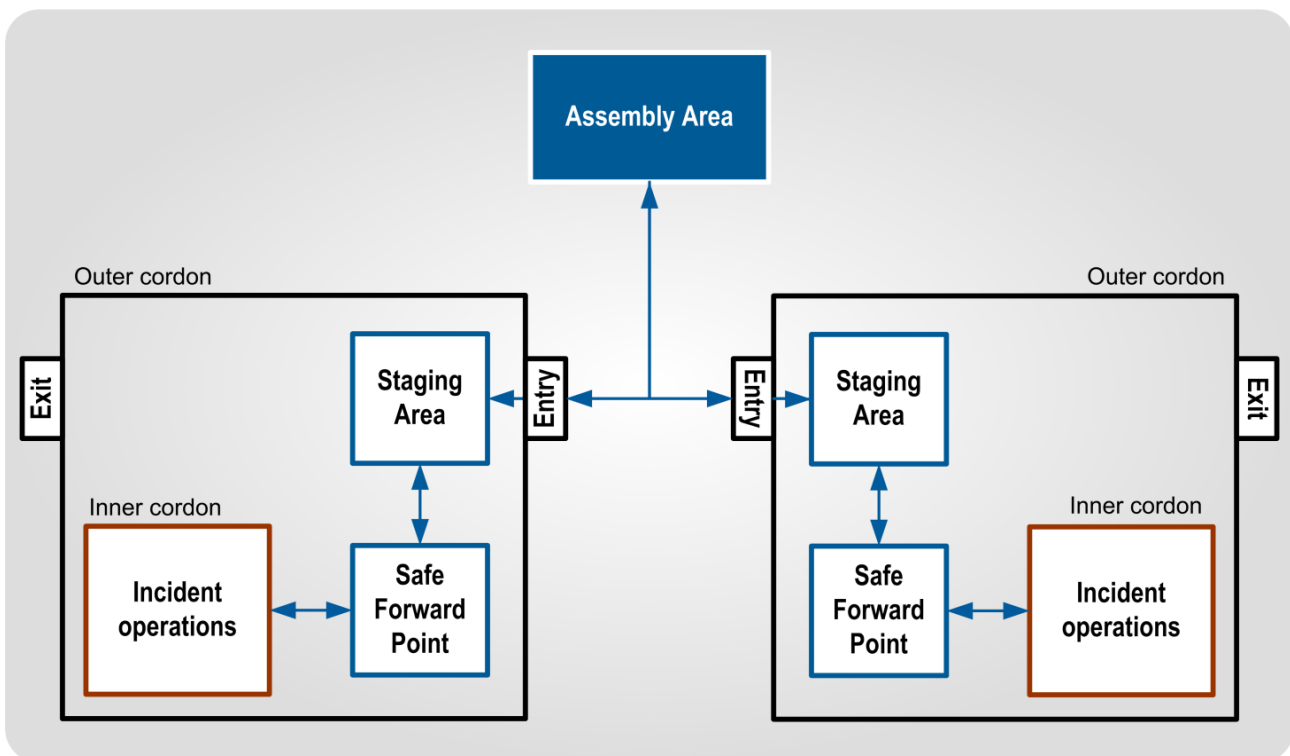 Assembly Area
Outer cordon
Outer cordon
Exit
Staging
Area
Entry
Entry
Staging
Area
Exit
Inner cordon
Incident
operations
Safe
Forward
Point
Safe
Forward
Point
Inner cordon
Incident
operations